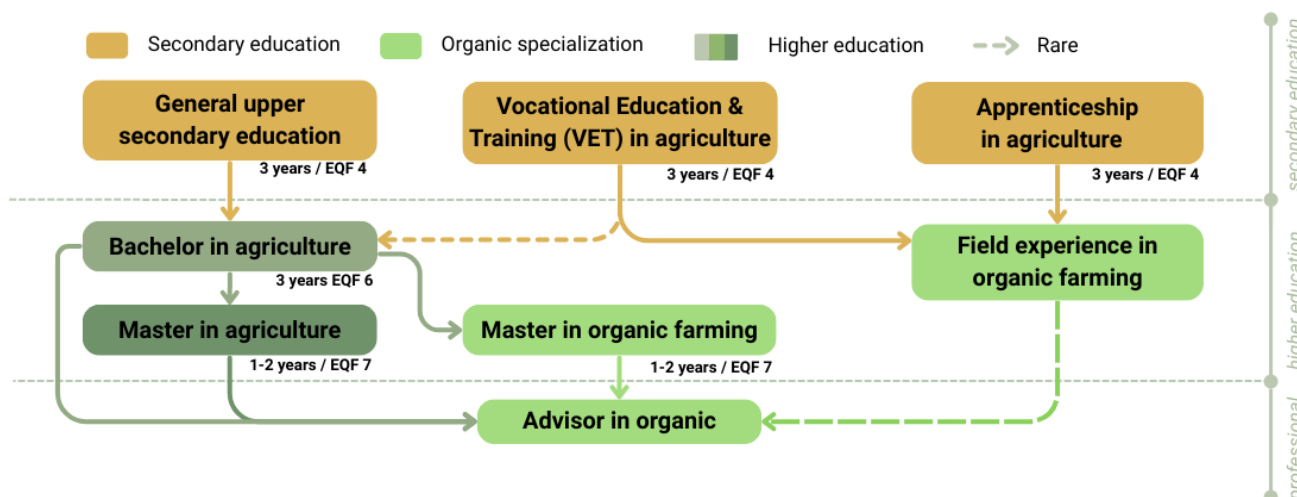 Secondary education
Organic specialization
Higher education
Rare
General upper
secondary education
3 years / EQF 4
Vocational Education &
Training (VET) in agriculture
3 years / EQF 4
Apprenticeship
in agriculture
3 years / EQF 4
secondary education
Bachelor in agriculture
3 years EQF 6
Field experience in
organic farming
Master in agriculture
1-2 years / EQF 7
Master in organic farming
1-2 years / EQF 7
higher education
Advisor in organic
professional